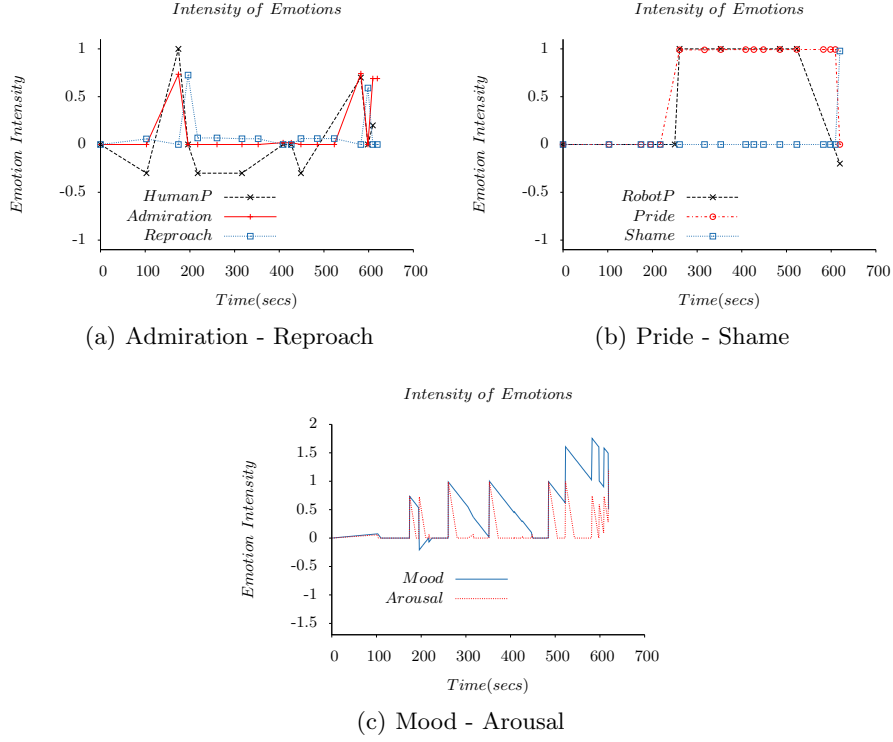 Intensity of Emotions
Emotion Intensity
1
0.5
0
-0.5
-1
HumanP
Admiration
Reproach
0 100 200 300 400 500 600 700
Time(secs)
(a) Admiration - Reproach
Intensity of Emotions
Emotion Intensity
1
0.5
0
-0.5
-1
RobotP
Pride
Shame
0 100 200 300 400 500 600 700
Time(secs)
(b) Pride - Shame
Intensity of Emotions
Emotion Intensity
2
1.5
1
0.5
0
-0.5
-1
-1.5
Mood
Arousal
0 100 200 300 400 500 600 700
Time(secs)
(c) Mood - Arousal